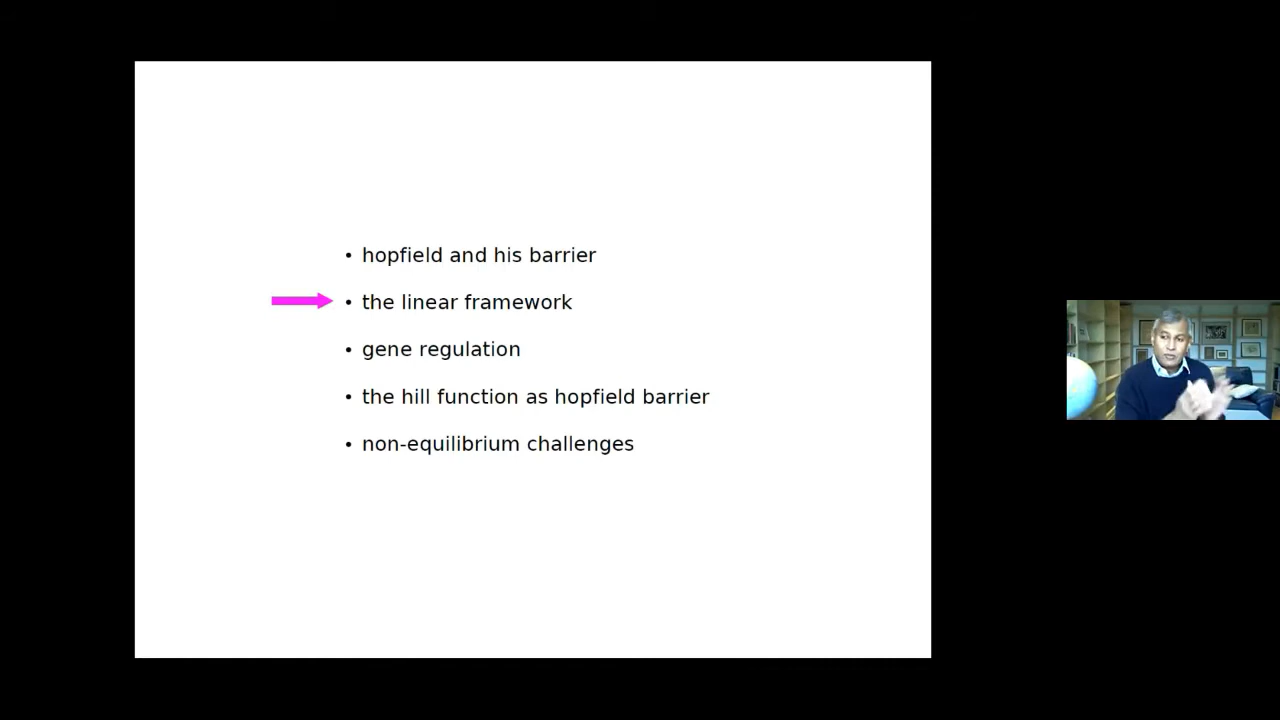 • hopfield and his barrier
• the linear framework
• gene regulation
• the hill function as hopfield barrier
• non-equilibrium challenges